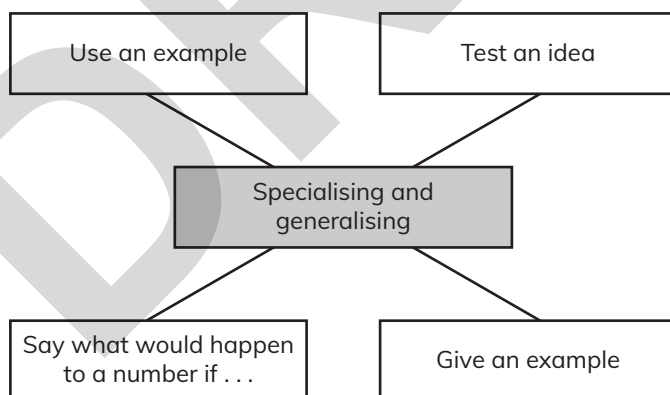 Use an example
Test an idea
Specialising and
generalising
Say what would happen
to a number if . . .
Give an example